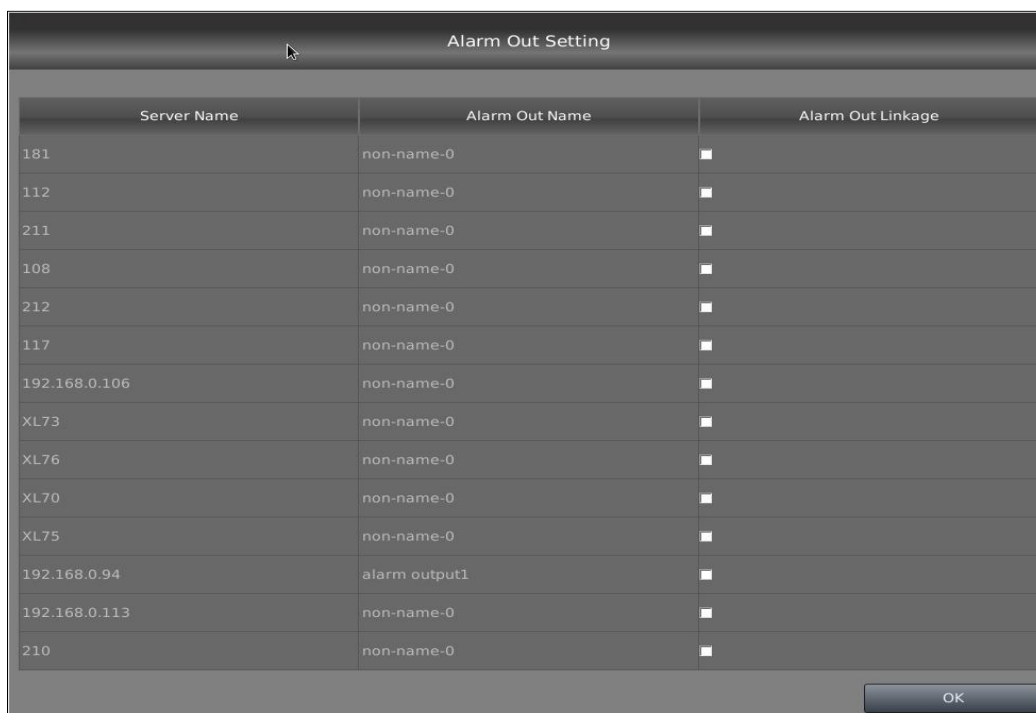 Alarm Out Setting
Server Name Alarm Out Name Alarm Out Linkage
181 non-name-0
112 non-name-0
211 non-name-0
108 non-name-0
212 non-name-0
117 non-name-0
192.168.0.106 non-name-0
XL73 non-name-0
XL76 non-name-0
XL70 non-name-0
XL75 non-name-0
192.168.0.94 alarm output1
192.168.0.113 non-name-0
210 non-name-0
OK